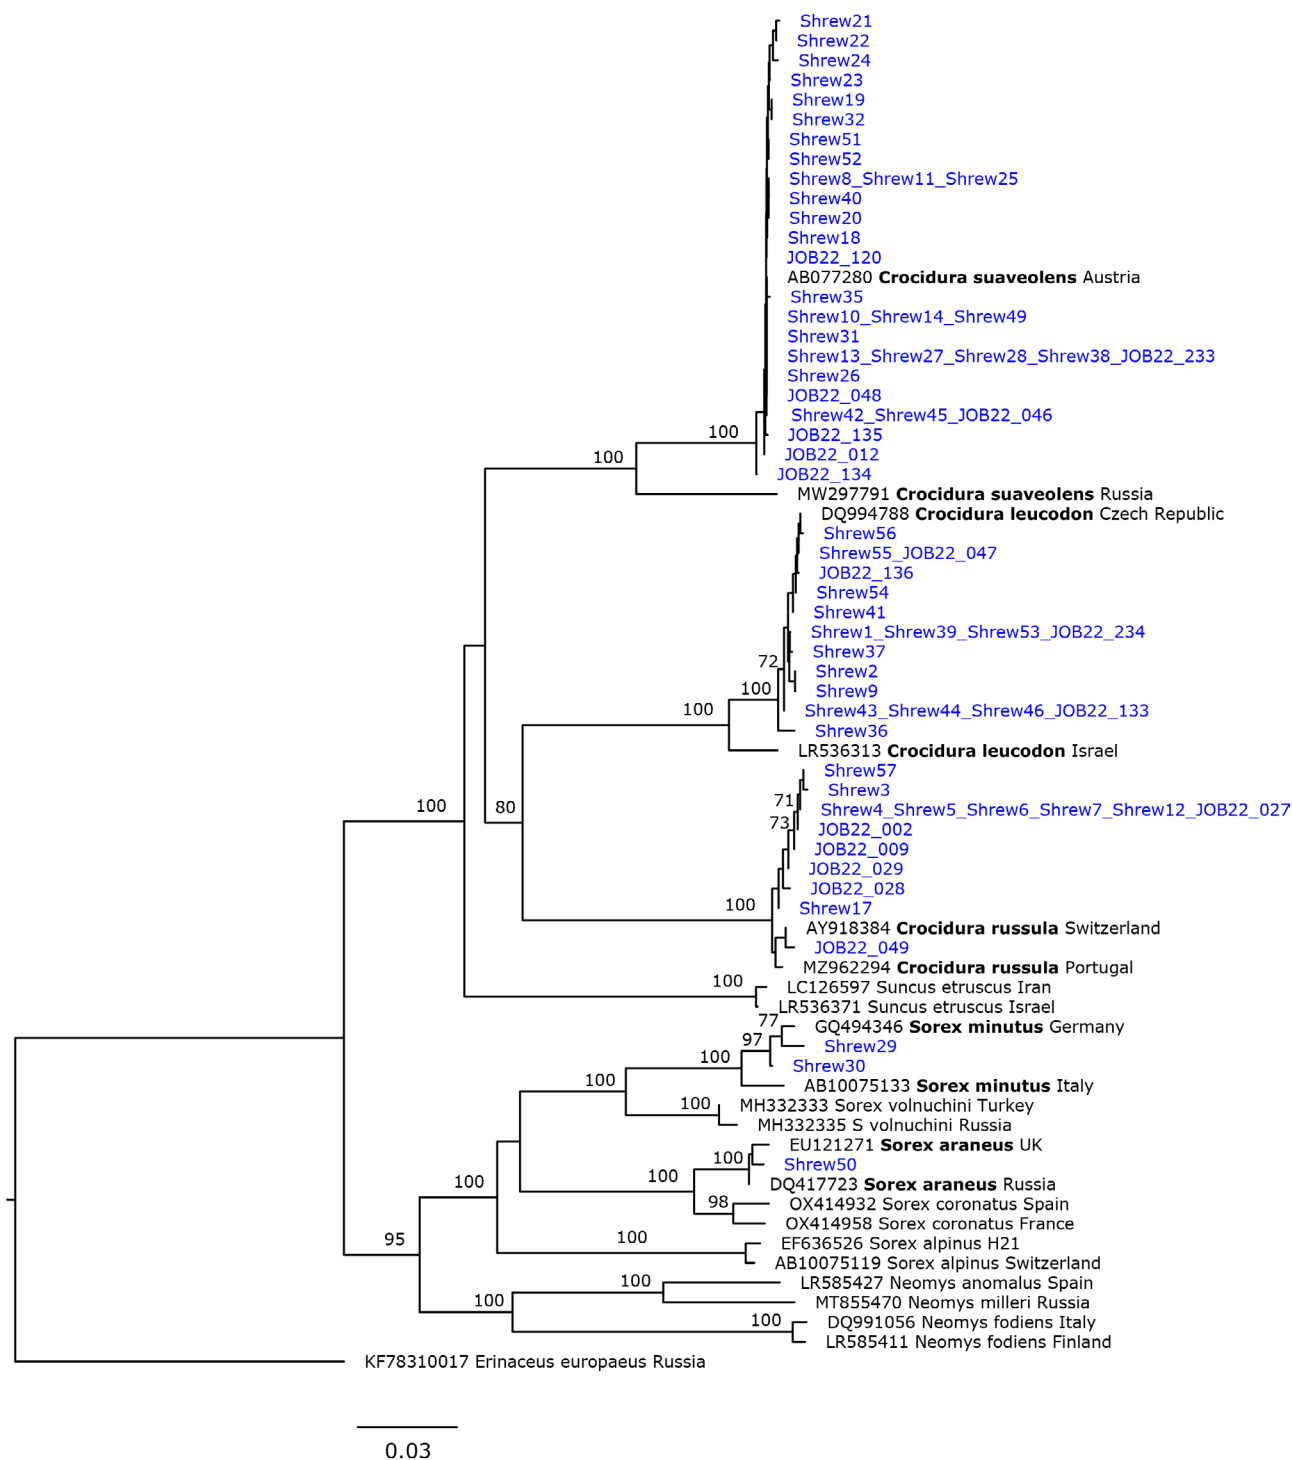 Shrew21
Shrew22
Shrew24
Shrew23
Shrew19
Shrew32
Shrew51
Shrew52
Shrew8_Shrew11_Shrew25
Shrew40
Shrew20
Shrew18
JOB22_120
AB077280 Crocidura suaveolens Austria
Shrew35
Shrew10_Shrew14_Shrew49
Shrew31
Shrew13_Shrew27_Shrew28_Shrew38_JOB22_233
Shrew26
JOB22_048
Shrew42_Shrew45_JOB22_046
100
JOB22_135
JOB22_012
100
JOB22_134
MW297791 Crocidura suaveolens Russia
DQ994788 Crocidura leucodon Czech Republic
Shrew56
Shrew55_JOB22_047
JOB22_136
Shrew54
Shrew41
Shrew1_Shrew39_Shrew53_JOB22_234
Shrew37
72
Shrew2
100
Shrew9
100
Shrew43_Shrew44_Shrew46_JOB22_133
Shrew36
LR536313 Crocidura leucodon Israel
Shrew57
Shrew3
71
100
80
Shrew4_Shrew5_Shrew6_Shrew7_Shrew12_JOB22_027
73
JOB22_002
JOB22_009
JOB22_029
JOB22_028
100
Shrew17
AY918384 Crocidura russula Switzerland
JOB22_049
MZ962294 Crocidura russula Portugal
100
LC126597 Suncus etruscus Iran
LR536371 Suncus etruscus Israel
77
GQ494346 Sorex minutus Germany
97
Shrew29
100
Shrew30
100
AB10075133 Sorex minutus Italy
100
MH332333 Sorex volnuchini Turkey
MH332335 S volnuchini Russia
EU121271 Sorex araneus UK
100
Shrew50
100
100
DQ417723 Sorex araneus Russia
98
OX414932 Sorex coronatus Spain
OX414958 Sorex coronatus France
95
100
EF636526 Sorex alpinus H21
AB10075119 Sorex alpinus Switzerland
100
LR585427 Neomys anomalus Spain
100
MT855470 Neomys milleri Russia
100
DQ991056 Neomys fodiens Italy
LR585411 Neomys fodiens Finland
KF78310017 Erinaceus europaeus Russia
0.03